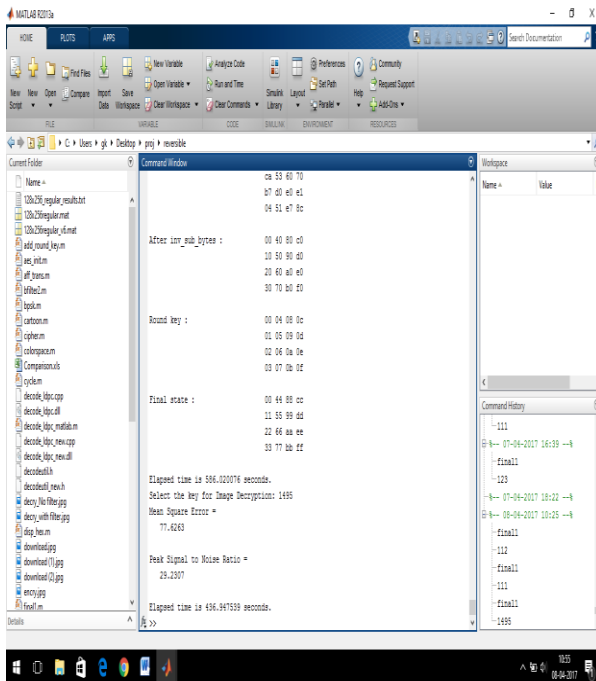 MATLAB R2013a
HOME PLOTS APPS
Search Documentation
New Script
New
Open
Find Files
Compare
Import Data
Save Workspace
New Variable
Open Variable
Clear Workspace
Analyze Code
Run and Time
Clear Commands
Simulink Library
Layout
Preferences
Set Path
Parallel
Help
Community
Request Support
Add-Ons
FILE VARIABLE CODE SIMULINK ENVIRONMENT RESOURCES
C: Users gk Desktop proj reversible
Current Folder
Name
128x256_regular_results.txt
128x256regular.mat
128x256regular_v6.mat
add_round_key.m
aes_init.m
aff_trans.m
bfilter2.m
bpsk.m
cartoon.m
cipher.m
colorspace.m
Comparison.xls
cycle.m
decode_ldpc.cpp
decode_ldpc.dll
decode_ldpc_matlab.m
decode_ldpc_new.cpp
decode_ldpc_new.dll
decodeutil.h
decodeutil_new.h
decry_No filter.jpg
decry_with filter.jpg
disp_hex.m
download.jpg
download (1).jpg
download (2).jpg
encry.jpg
final1.m
Details
Command Window
ca 53 60 70
b7 d0 e0 e1
04 51 e7 8c
After inv_sub_bytes : 00 40 80 c0
10 50 90 d0
20 60 a0 e0
30 70 b0 f0
Round key : 00 04 08 0c
01 05 09 0d
02 06 0a 0e
03 07 0b 0f
Final state : 00 44 88 cc
11 55 99 dd
22 66 aa ee
33 77 bb ff
Elapsed time is 586.020076 seconds.
Select the key for Image Decryption: 1495
Mean Square Error =
77.6263
Peak Signal to Noise Ratio =
29.2307
Elapsed time is 436.947539 seconds.
fx >>
Workspace
Name Value
Command History
111
%-- 07-04-2017 16:39 --%
final1
123
%-- 07-04-2017 18:22 --%
%-- 08-04-2017 10:25 --%
final1
112
final1
111
final1
1495
10:55
08-04-2017